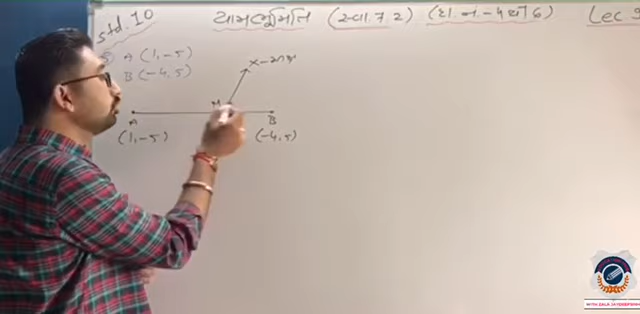 std. 10
યામભૂમિતિ (સ્વા. 7.2) (દા. નં. - 4 થી 6) Lec.
⑤ A (1, -5)
B (-4, 5)
x - અક્ષ
M
A B
(1, -5) (-4, 5)